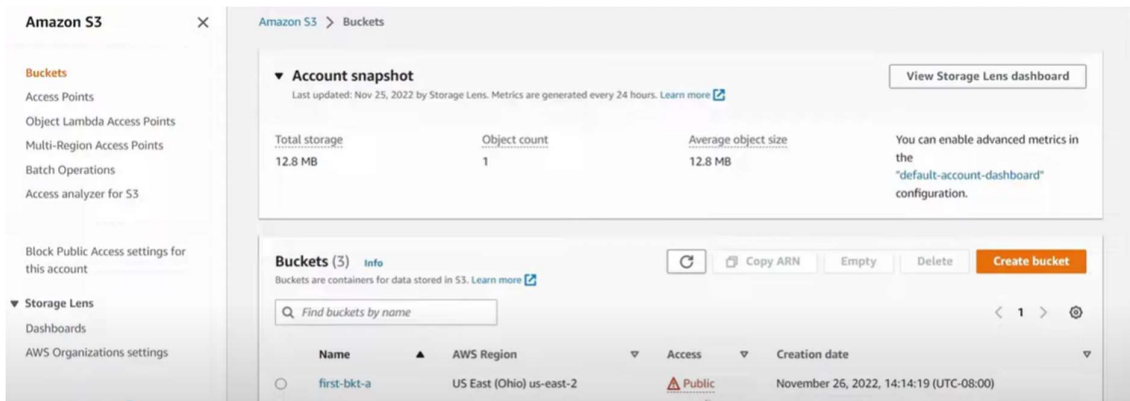 Amazon S3
Buckets
Access Points
Object Lambda Access Points
Multi-Region Access Points
Batch Operations
Access analyzer for S3
Block Public Access settings for
this account
Storage Lens
Dashboards
AWS Organizations settings
Amazon S3 > Buckets
Account snapshot
View Storage Lens dashboard
Last updated: Nov 25, 2022 by Storage Lens. Metrics are generated every 24 hours. Learn more
Total storage
12.8 MB
Object count
1
Average object size
12.8 MB
You can enable advanced metrics in
the
"default-account-dashboard"
configuration.
Buckets (3) Info
Buckets are containers for data stored in S3. Learn more
Copy ARN
Empty
Delete
Create bucket
Find buckets by name
1
Name AWS Region Access Creation date
first-bkt-a US East (Ohio) us-east-2 Public November 26, 2022, 14:14:19 (UTC-08:00)